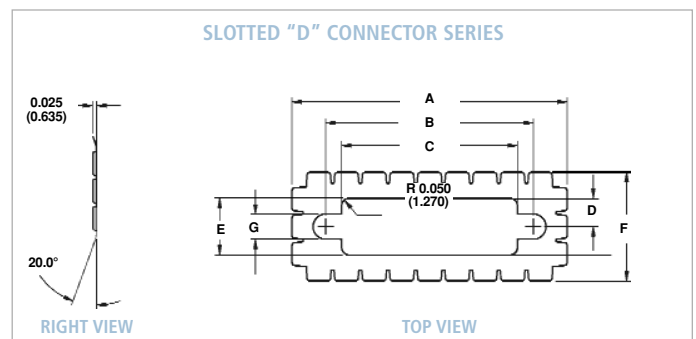 SLOTTED “D” CONNECTOR SERIES
0.025
(0.635)
A
B
C
R 0.050
(1.270)
D
E
G
F
20.0°
RIGHT VIEW
TOP VIEW